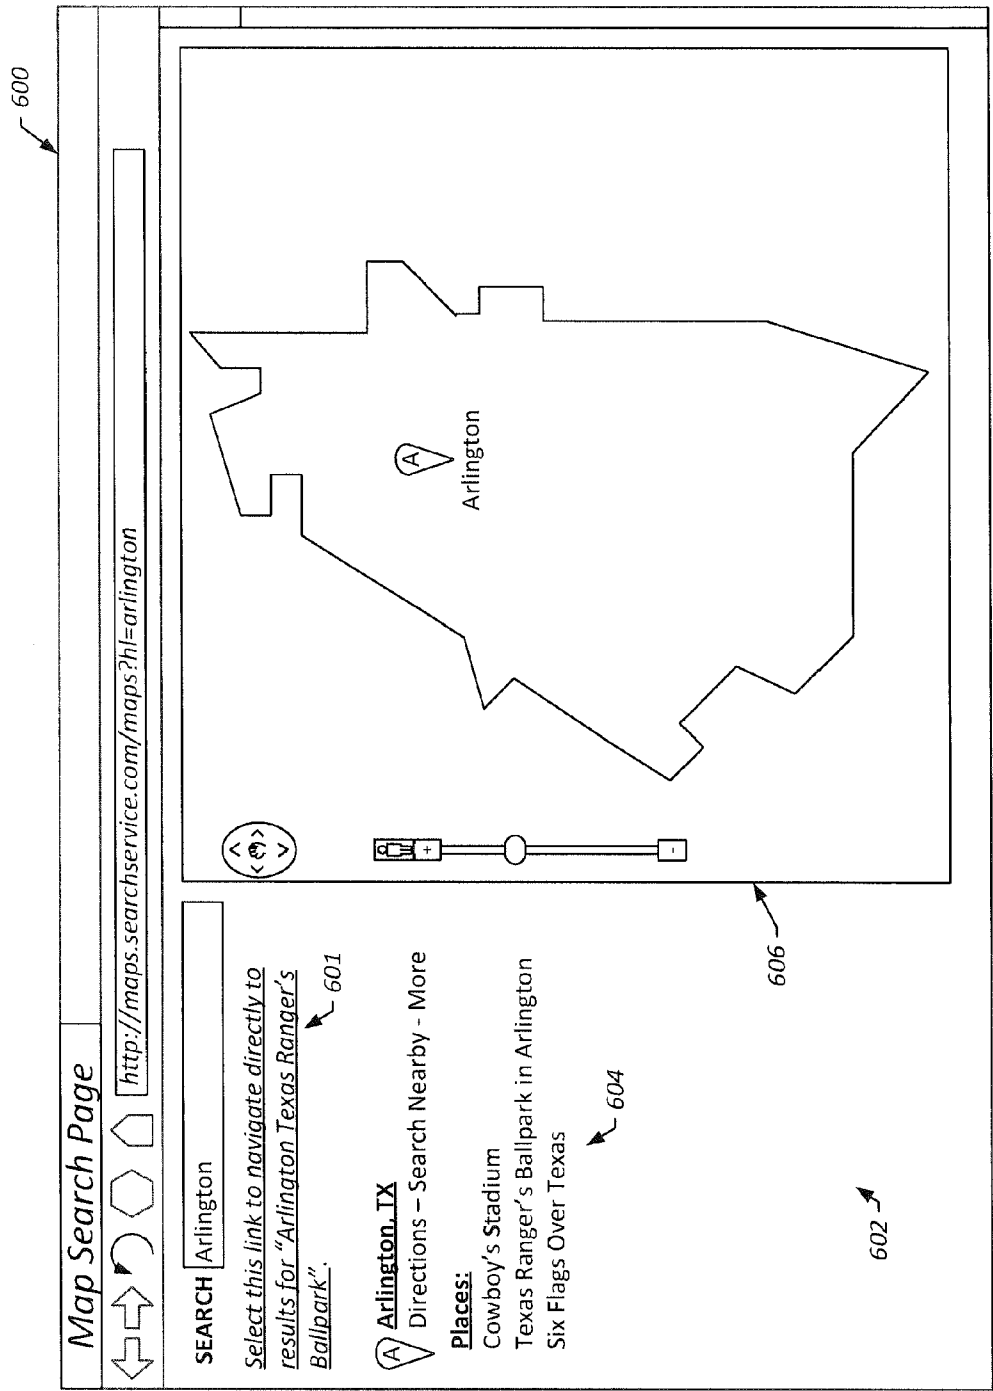 600
Map Search Page
http://maps.searchservice.com/maps?hl=arlington
SEARCH Arlington
Select this link to navigate directly to
results for “Arlington Texas Ranger’s
Ballpark”.
601
A Arlington, TX
Directions – Search Nearby - More
Places:
Cowboy’s Stadium
Texas Ranger’s Ballpark in Arlington
Six Flags Over Texas
604
602
+
-
A
Arlington
606